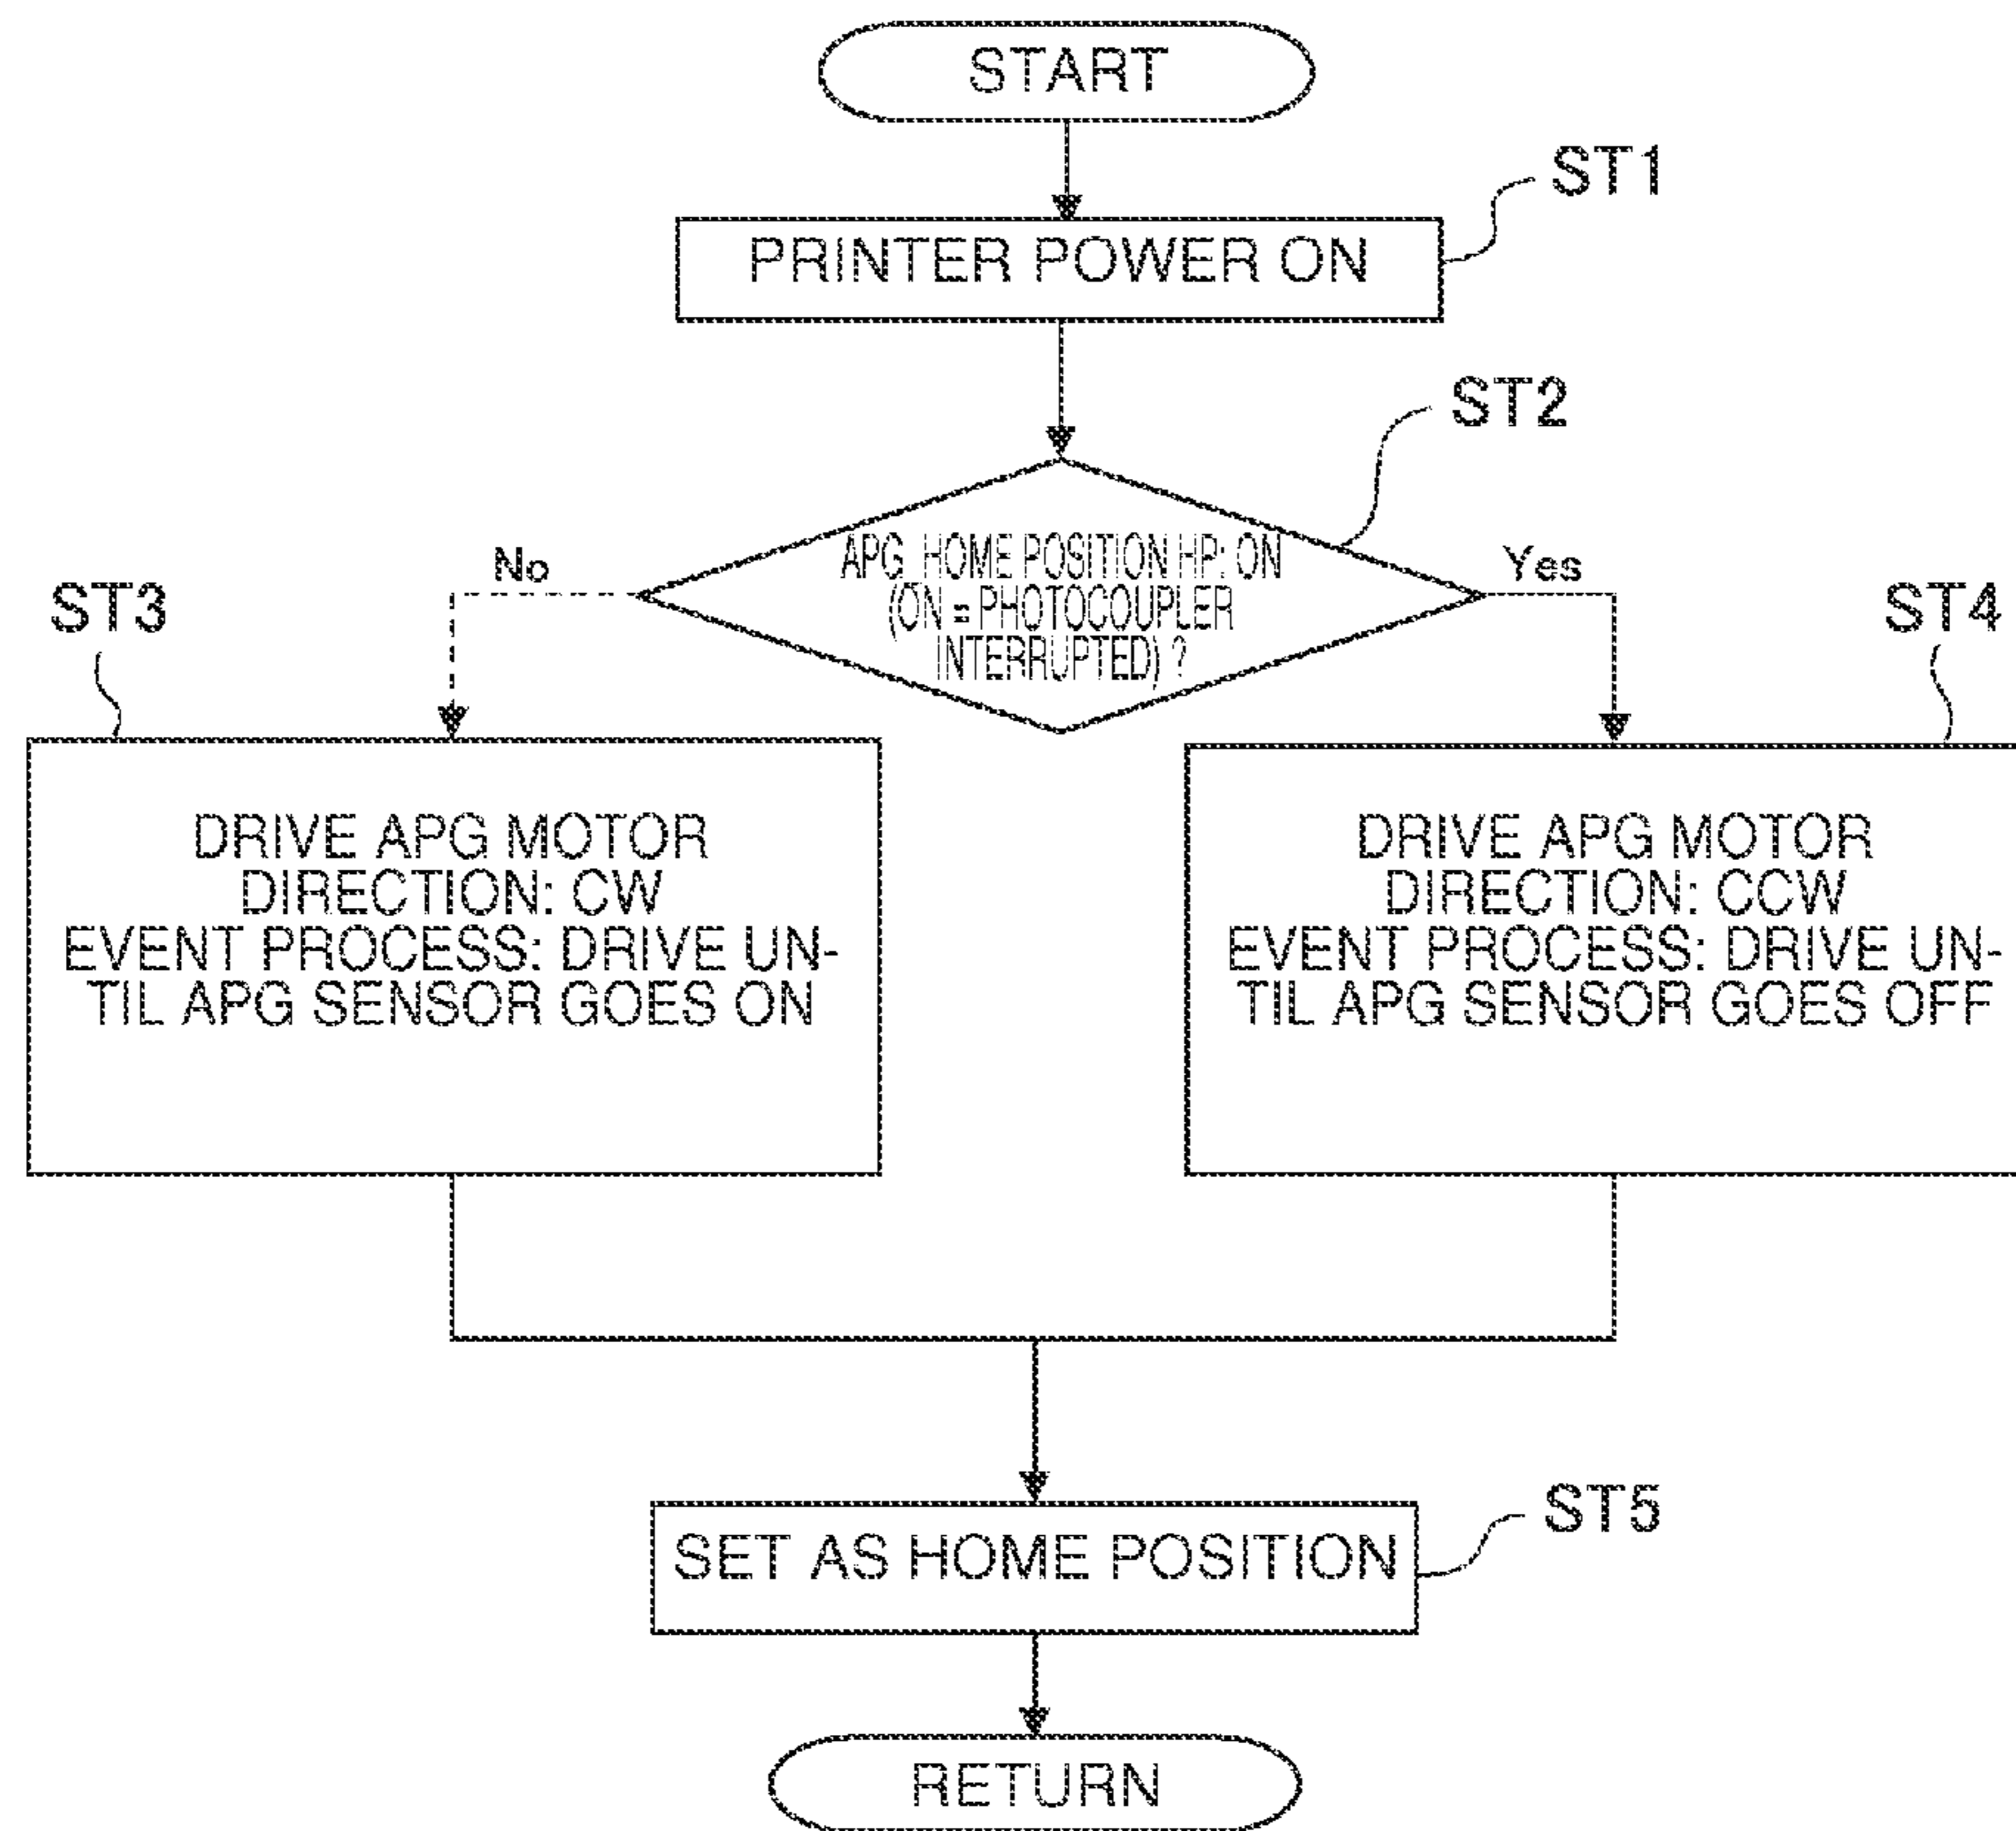 START
ST1
PRINTER POWER ON
ST2
APG HOME POSITION HP: ON
(ON = PHOTOCOUPLER
INTERRUPTED) ?
No
Yes
ST3
ST4
DRIVE APG MOTOR
DIRECTION: CW
EVENT PROCESS: DRIVE UN-
TIL APG SENSOR GOES ON
DRIVE APG MOTOR
DIRECTION: CCW
EVENT PROCESS: DRIVE UN-
TIL APG SENSOR GOES OFF
ST5
SET AS HOME POSITION
RETURN